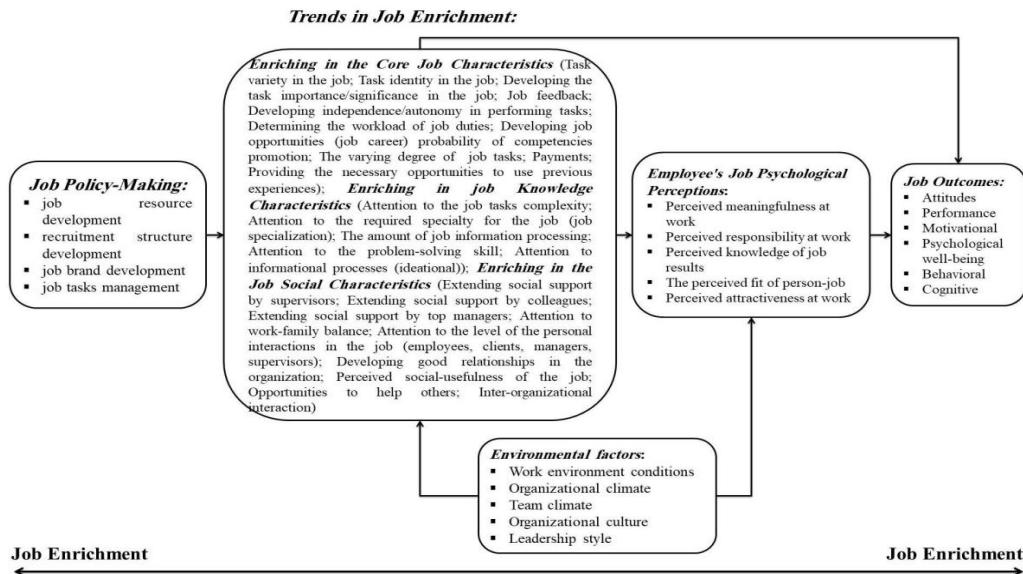 Trends in Job Enrichment:
Job Policy-Making:
▪ job resource
development
▪ recruitment structure
development
▪ job brand development
▪ job tasks management
Enriching in the Core Job Characteristics (Task
variety in the job; Task identity in the job; Developing the
task importance/significance in the job; Job feedback;
Developing independence/autonomy in performing tasks;
Determining the workload of job duties; Developing job
opportunities (job career) probability of competencies
promotion; The varying degree of job tasks; Payments;
Providing the necessary opportunities to use previous
experiences); Enriching in job Knowledge
Characteristics (Attention to the job tasks complexity;
Attention to the required specialty for the job (job
specialization); The amount of job information processing;
Attention to the problem-solving skill; Attention to
informational processes (ideational)); Enriching in the
Job Social Characteristics (Extending social support
by supervisors; Extending social support by colleagues;
Extending social support by top managers; Attention to
work-family balance; Attention to the level of the personal
interactions in the job (employees, clients, managers,
supervisors); Developing good relationships in the
organization; Perceived social-usefulness of the job;
Opportunities to help others; Inter-organizational
interaction)
Employee's Job Psychological
Perceptions:
▪ Perceived meaningfulness at
work
▪ Perceived responsibility at work
▪ Perceived knowledge of job
results
▪ The perceived fit of person-job
▪ Perceived attractiveness at work
Job Outcomes:
▪ Attitudes
▪ Performance
▪ Motivational
▪ Psychological
well-being
▪ Behavioral
▪ Cognitive
Environmental factors:
▪ Work environment conditions
▪ Organizational climate
▪ Team climate
▪ Organizational culture
▪ Leadership style
Job Enrichment
Job Enrichment